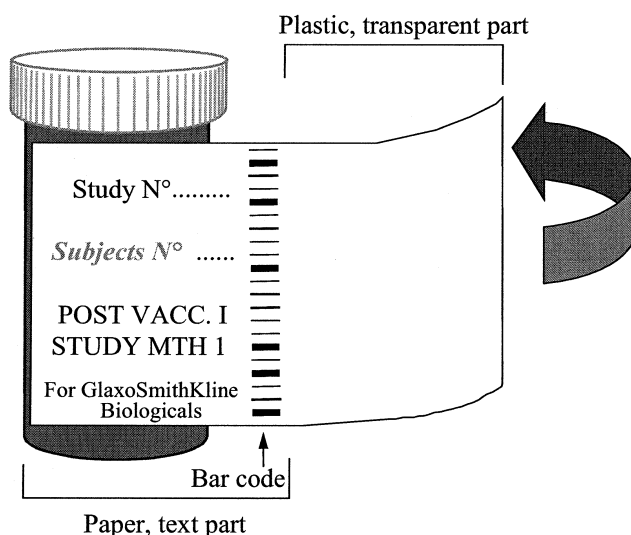 Plastic, transparent part
Study N°.........
Subjects N° ......
POST VACC. I
STUDY MTH 1
For GlaxoSmithKline
Biologicals
Bar code
Paper, text part